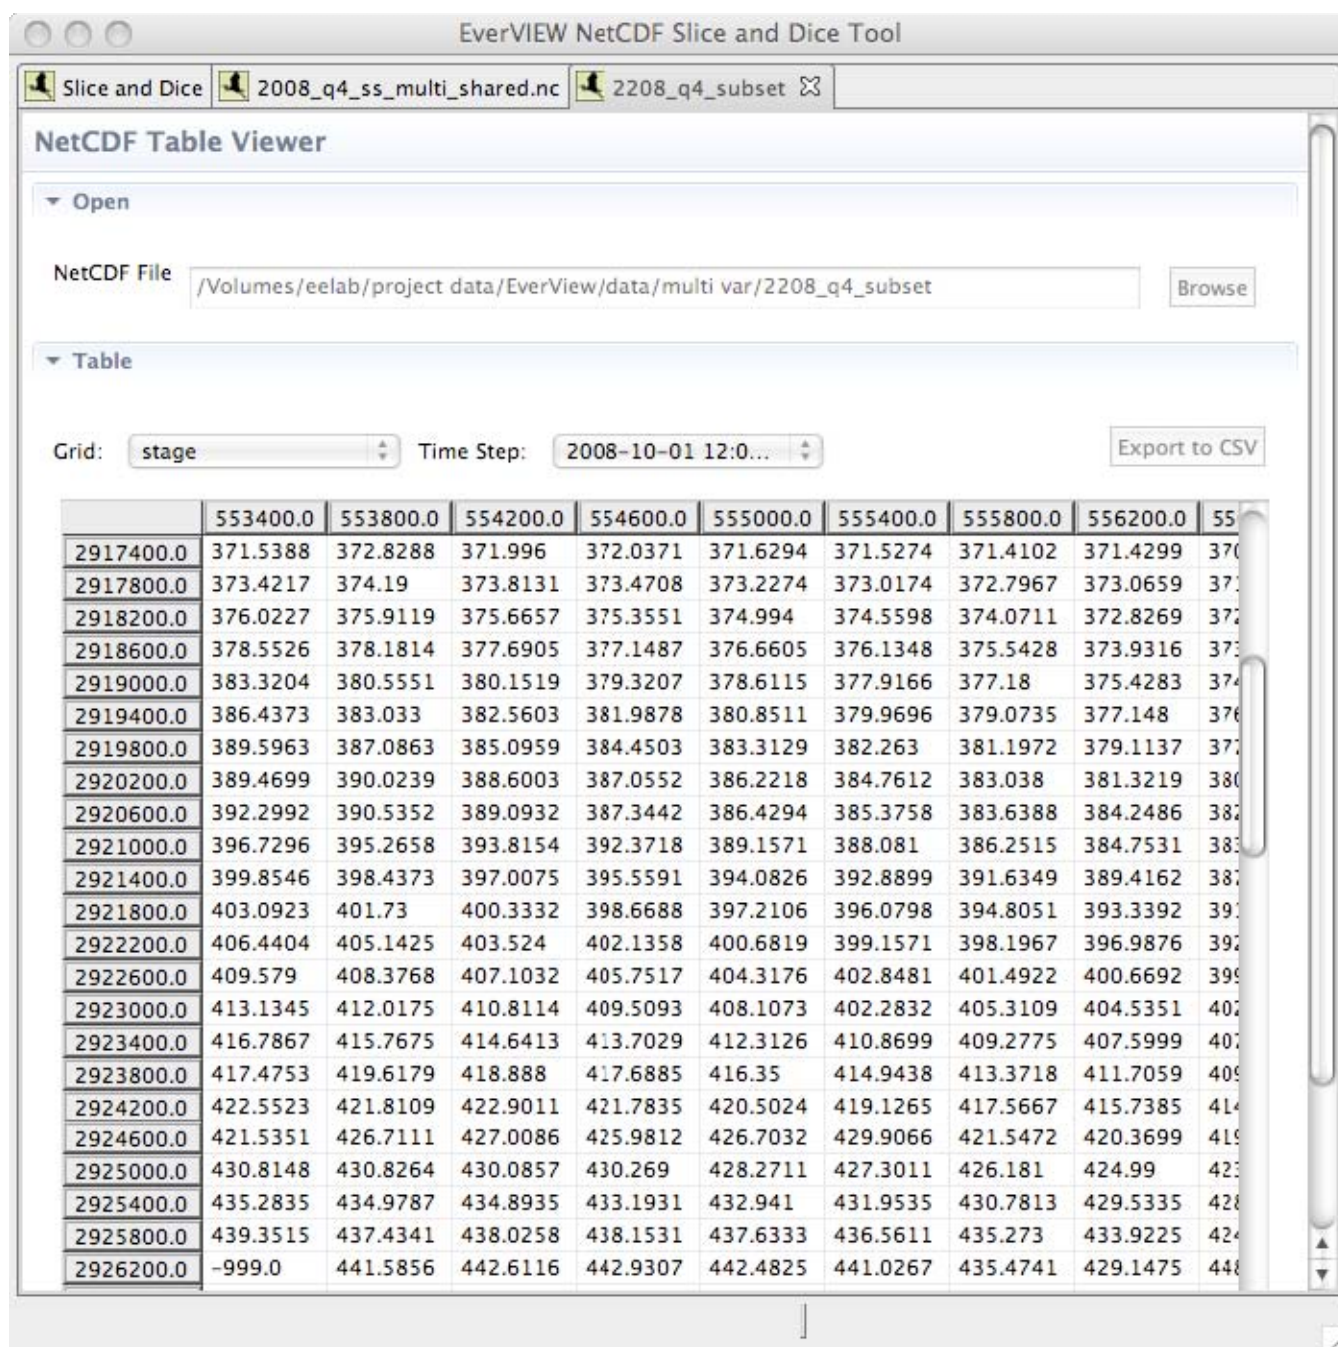 EverVIEW NetCDF Slice and Dice Tool
Slice and Dice 2008_q4_ss_multi_shared.nc 2208_q4_subset
NetCDF Table Viewer
Open
NetCDF File /Volumes/eelab/project data/EverView/data/multi var/2208_q4_subset Browse
Table
Grid: stage Time Step: 2008-10-01 12:0... Export to CSV
553400.0 553800.0 554200.0 554600.0 555000.0 555400.0 555800.0 556200.0 55
2917400.0 371.5388 372.8288 371.996 372.0371 371.6294 371.5274 371.4102 371.4299 370
2917800.0 373.4217 374.19 373.8131 373.4708 373.2274 373.0174 372.7967 373.0659 37
2918200.0 376.0227 375.9119 375.6657 375.3551 374.994 374.5598 374.0711 372.8269 372
2918600.0 378.5526 378.1814 377.6905 377.1487 376.6605 376.1348 375.5428 373.9316 37
2919000.0 383.3204 380.5551 380.1519 379.3207 378.6115 377.9166 377.18 375.4283 374
2919400.0 386.4373 383.033 382.5603 381.9878 380.8511 379.9696 379.0735 377.148 376
2919800.0 389.5963 387.0863 385.0959 384.4503 383.3129 382.263 381.1972 379.1137 37
2920200.0 389.4699 390.0239 388.6003 387.0552 386.2218 384.7612 383.038 381.3219 380
2920600.0 392.2992 390.5352 389.0932 387.3442 386.4294 385.3758 383.6388 384.2486 382
2921000.0 396.7296 395.2658 393.8154 392.3718 389.1571 388.081 386.2515 384.7531 383
2921400.0 399.8546 398.4373 397.0075 395.5591 394.0826 392.8899 391.6349 389.4162 387
2921800.0 403.0923 401.73 400.3332 398.6688 397.2106 396.0798 394.8051 393.3392 39
2922200.0 406.4404 405.1425 403.524 402.1358 400.6819 399.1571 398.1967 396.9876 392
2922600.0 409.579 408.3768 407.1032 405.7517 404.3176 402.8481 401.4922 400.6692 399
2923000.0 413.1345 412.0175 410.8114 409.5093 408.1073 402.2832 405.3109 404.5351 402
2923400.0 416.7867 415.7675 414.6413 413.7029 412.3126 410.8699 409.2775 407.5999 407
2923800.0 417.4753 419.6179 418.888 417.6885 416.35 414.9438 413.3718 411.7059 409
2924200.0 422.5523 421.8109 422.9011 421.7835 420.5024 419.1265 417.5667 415.7385 414
2924600.0 421.5351 426.7111 427.0086 425.9812 426.7032 429.9066 421.5472 420.3699 419
2925000.0 430.8148 430.8264 430.0857 430.269 428.2711 427.3011 426.181 424.99 423
2925400.0 435.2835 434.9787 434.8935 433.1931 432.941 431.9535 430.7813 429.5335 428
2925800.0 439.3515 437.4341 438.0258 438.1531 437.6333 436.5611 435.273 433.9225 424
2926200.0 -999.0 441.5856 442.6116 442.9307 442.4825 441.0267 435.4741 429.1475 448